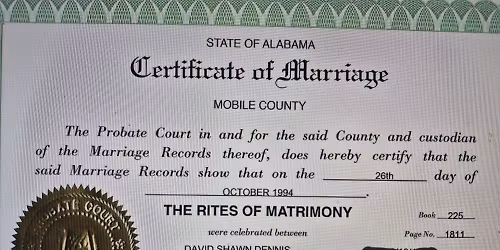 STATE OF ALABAMA
Certificate of Marriage
MOBILE COUNTY
The Probate Court in and for the said County and custodian
of the Marriage Records thereof, does hereby certify that the
said Marriage Records show that on the 26th day of
OCTOBER 1994.
THE RITES OF MATRIMONY Book 225
were celebrated between Page No. 1811
DAVID SHAWN DENNIS
PROBATE COURT